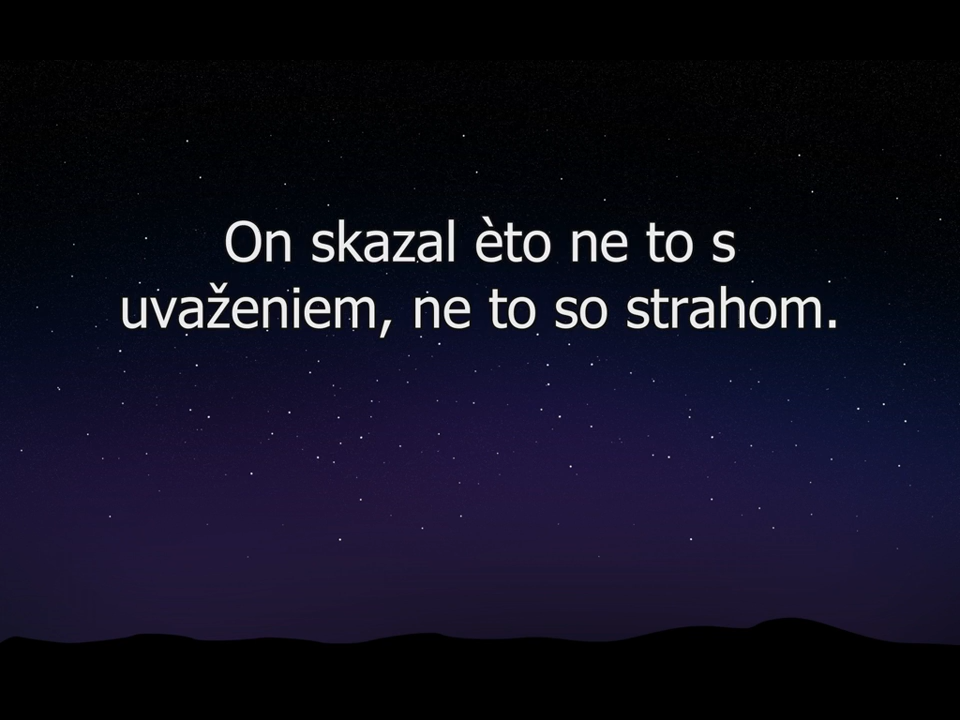 On skazal èto ne to s
uvaženiem, ne to so strahom.